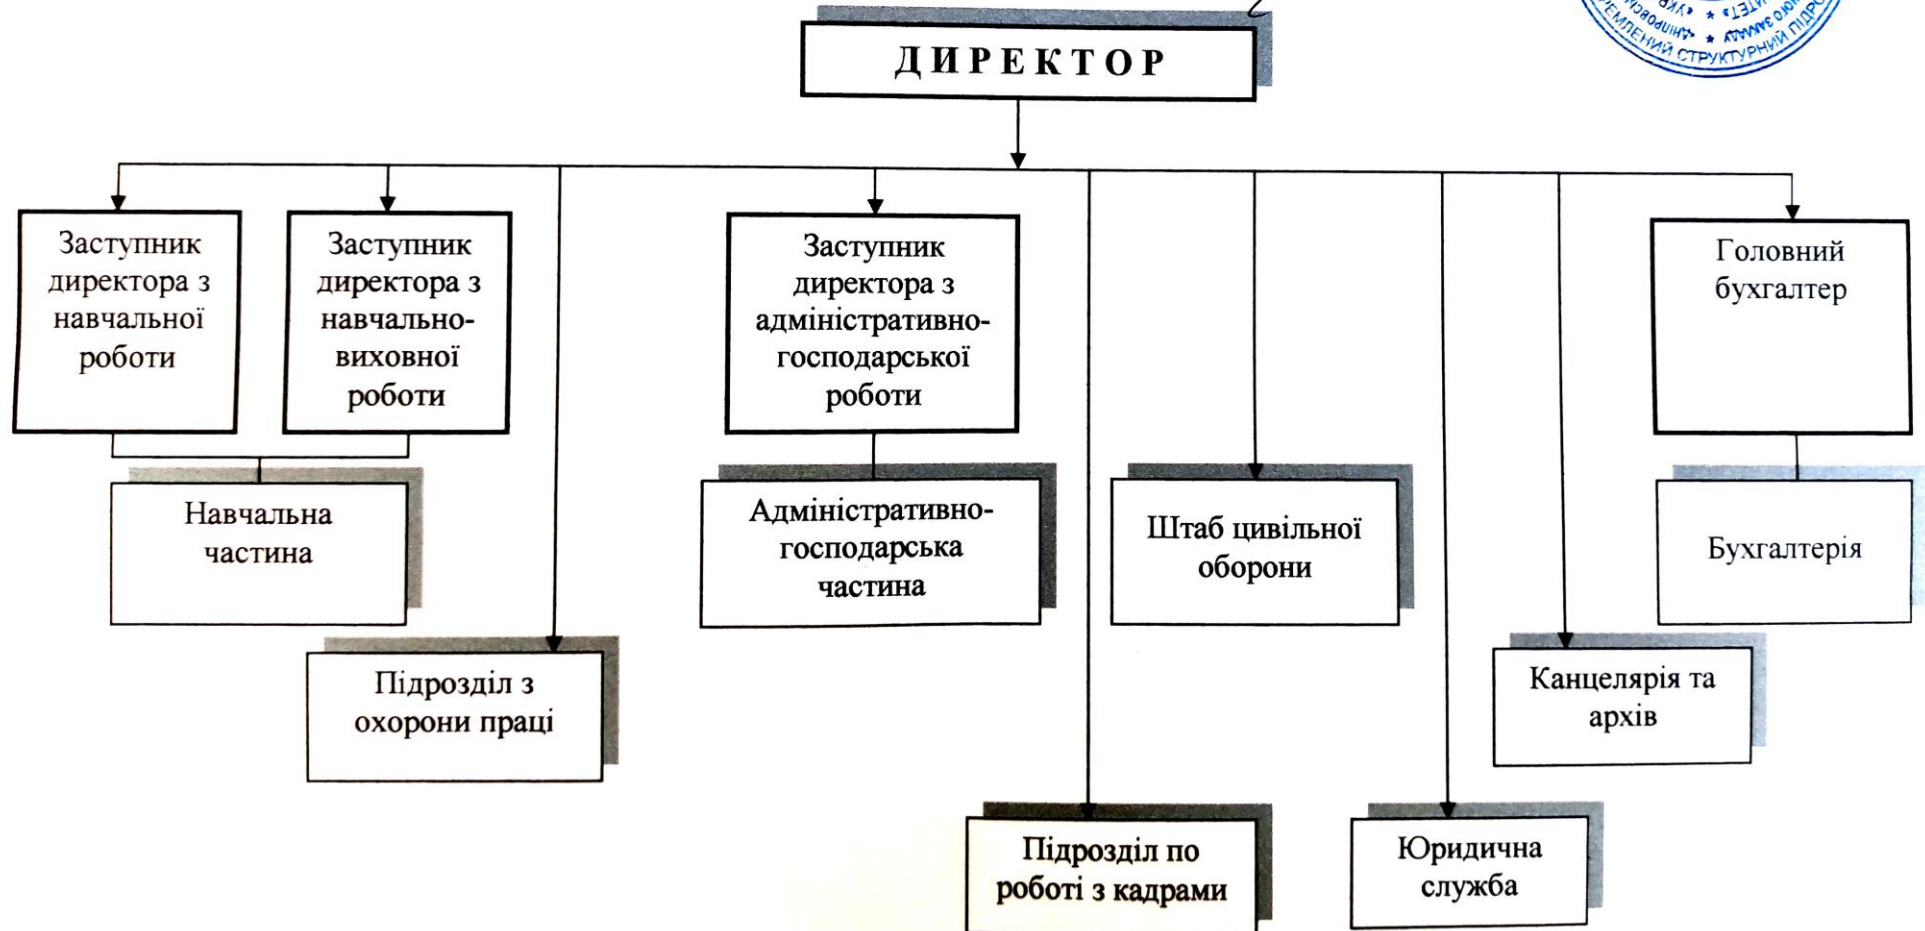 ДИРЕКТОР
СТРУКТУРНИЙ
Заступник
директора з
навчальної
роботи
Заступник
директора з
навчально-
виховної
роботи
Заступник
директора з
адміністративно-
господарської
роботи
Головний
бухгалтер
Навчальна
частина
Адміністративно-
господарська
частина
Штаб цивільної
оборони
Бухгалтерія
Підрозділ з
охорони праці
Канцелярія та
архів
Підрозділ по
роботі з кадрами
Юридична
служба